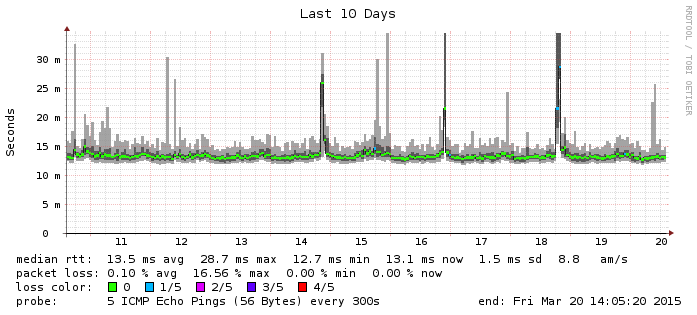 Last 10 Days
RRDTOOL / TOBI OETIKER
Seconds
30 m
25 m
20 m
15 m
10 m
5 m
0
11 12 13 14 15 16 17 18 19 20
median rtt: 13.5 ms avg 28.7 ms max 12.7 ms min 13.1 ms now 1.5 ms sd 8.8 am/s
packet loss: 0.10 % avg 16.56 % max 0.00 % min 0.00 % now
loss color: 0 1/5 2/5 3/5 4/5
probe: 5 ICMP Echo Pings (56 Bytes) every 300s end: Fri Mar 20 14:05:20 2015